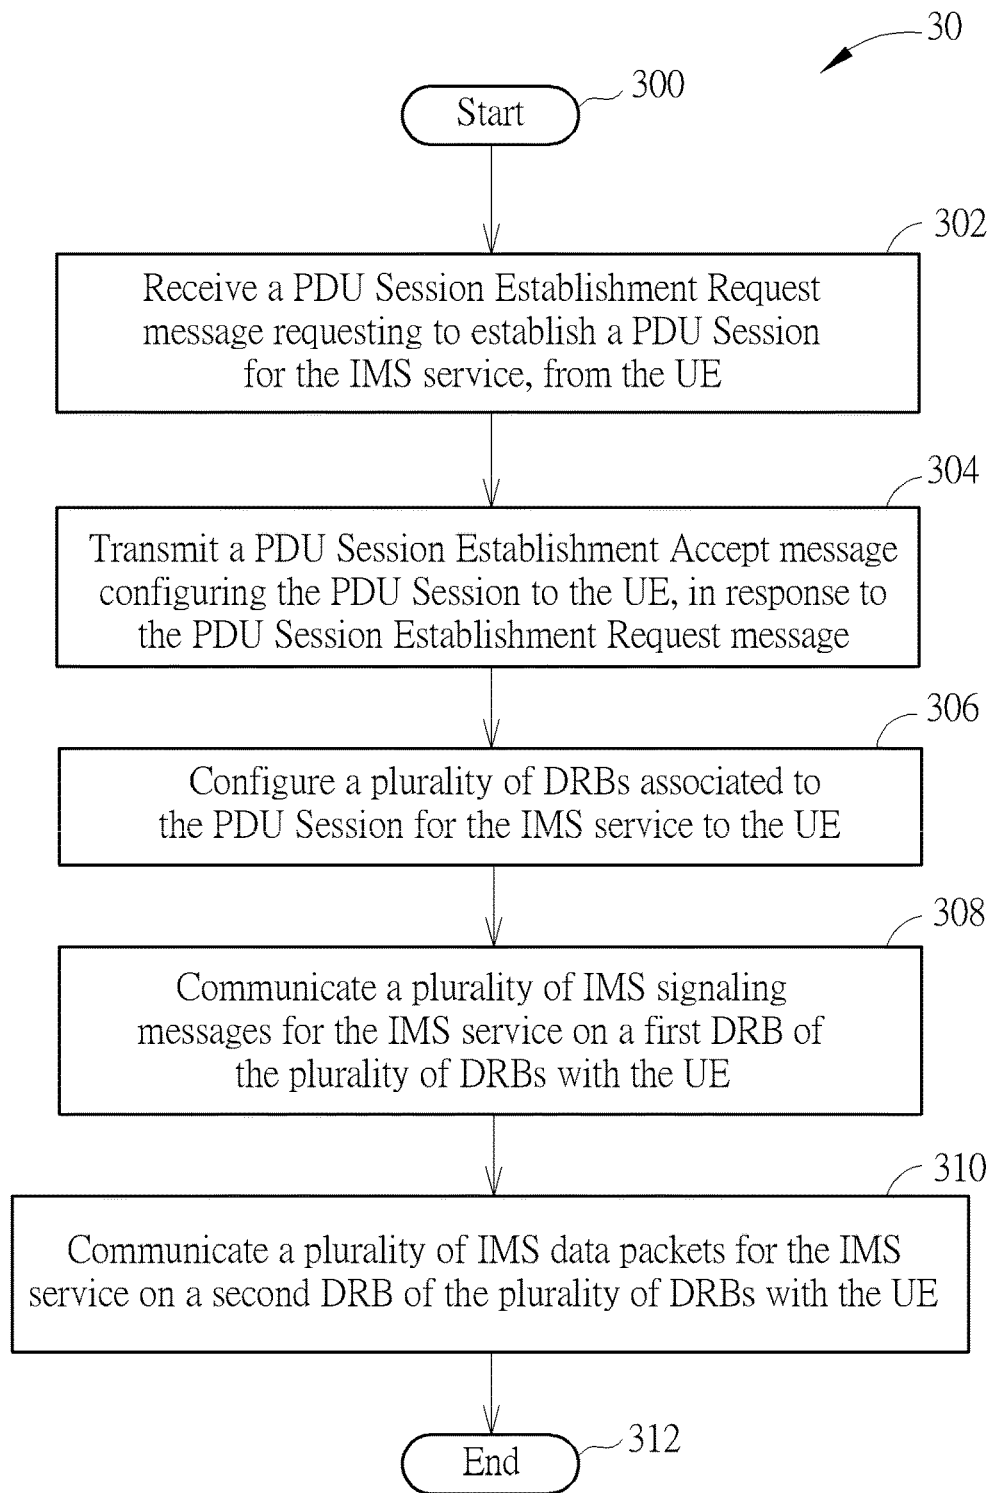 30
Start
300
302
Receive a PDU Session Establishment Request
message requesting to establish a PDU Session
for the IMS service, from the UE
304
Transmit a PDU Session Establishment Accept message
configuring the PDU Session to the UE, in response to
the PDU Session Establishment Request message
306
Configure a plurality of DRBs associated to
the PDU Session for the IMS service to the UE
308
Communicate a plurality of IMS signaling
messages for the IMS service on a first DRB of
the plurality of DRBs with the UE
310
Communicate a plurality of IMS data packets for the IMS
service on a second DRB of the plurality of DRBs with the UE
End
312